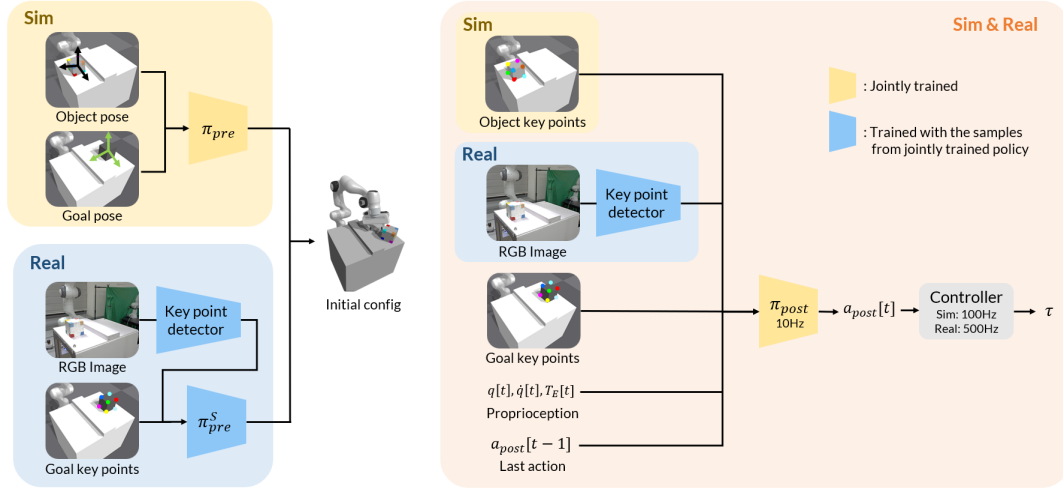 Sim
Object pose
Goal pose
π_pre
Real
RGB Image
Key point
detector
Goal key points
π^S_pre
Initial config
Sim & Real
Sim
Object key points
Real
RGB Image
Key point
detector
Goal key points
q[t], q̇[t], T_E[t]
Proprioception
a_post[t − 1]
Last action
π_post
10Hz
a_post[t]
Controller
Sim: 100Hz
Real: 500Hz
τ
: Jointly trained
: Trained with the samples
from jointly trained policy